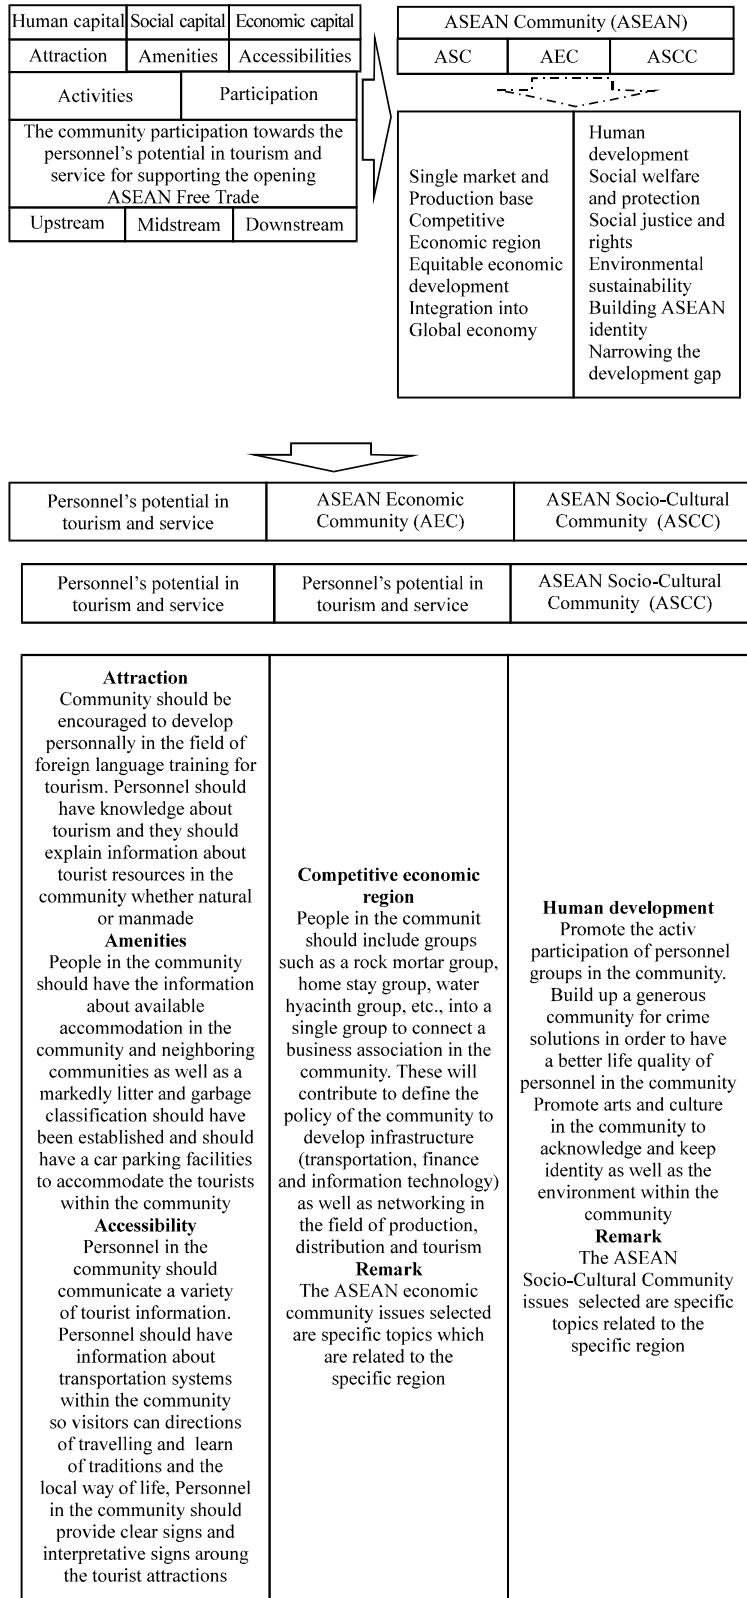 Human capital Social capital Economic capital
Attraction Amenities Accessibilities
Activities Participation
The community participation towards the
personnel's potential in tourism and
service for supporting the opening
ASEAN Free Trade
Upstream Midstream Downstream
ASEAN Community (ASEAN)
ASC AEC ASCC
Single market and
Production base
Competitive
Economic region
Equitable economic
development
Integration into
Global economy
Human
development
Social welfare
and protection
Social justice and
rights
Environmental
sustainability
Building ASEAN
identity
Narrowing the
development gap
Personnel's potential in
tourism and service
ASEAN Economic
Community (AEC)
ASEAN Socio-Cultural
Community (ASCC)
Personnel's potential in
tourism and service
Personnel's potential in
tourism and service
ASEAN Socio-Cultural
Community (ASCC)
Attraction
Community should be
encouraged to develop
personnally in the field of
foreign language training for
tourism. Personnel should
have knowledge about
tourism and they should
explain information about
tourist resources in the
community whether natural
or manmade
Amenities
People in the community
should have the information
about available
accommodation in the
community and neighboring
communities as well as a
markedly litter and garbage
classification should have
been established and should
have a car parking facilities
to accommodate the tourists
within the community
Accessibility
Personnel in the
community should
communicate a variety
of tourist information.
Personnel should have
information about
transportation systems
within the community
so visitors can directions
of travelling and learn
of traditions and the
local way of life, Personnel
in the community should
provide clear signs and
interpretative signs aroung
the tourist attractions
Competitive economic
region
People in the communit
should include groups
such as a rock mortar group,
home stay group, water
hyacinth group, etc., into a
single group to connect a
business association in the
community. These will
contribute to define the
policy of the community to
develop infrastructure
(transportation, finance
and information technology)
as well as networking in
the field of production,
distribution and tourism
Remark
The ASEAN economic
community issues selected
are specific topics which
are related to the
specific region
Human development
Promote the activ
participation of personnel
groups in the community.
Build up a generous
community for crime
solutions in order to have
a better life quality of
personnel in the community
Promote arts and culture
in the community to
acknowledge and keep
identity as well as the
environment within the
community
Remark
The ASEAN
Socio-Cultural Community
issues selected are specific
topics related to the
specific region